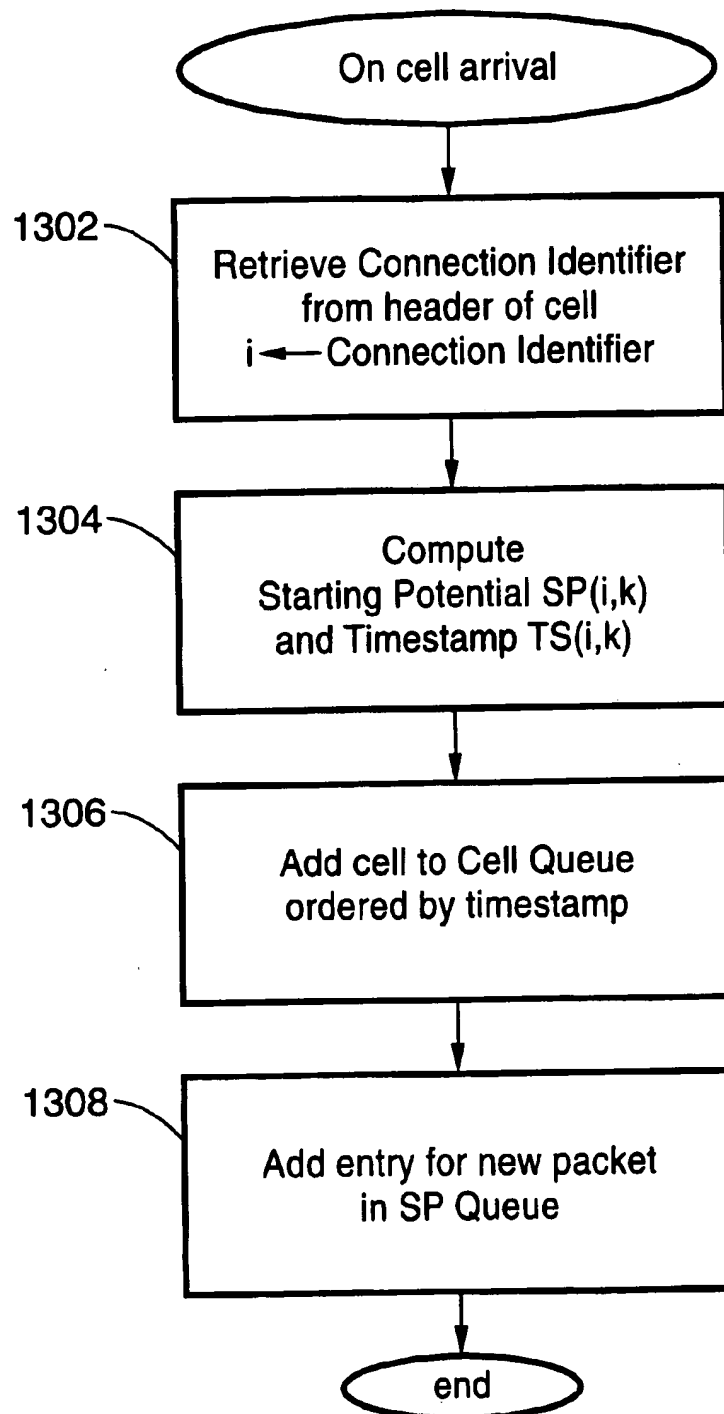 On cell arrival
1302
Retrieve Connection Identifier
from header of cell
i ← Connection Identifier
1304
Compute
Starting Potential SP(i,k)
and Timestamp TS(i,k)
1306
Add cell to Cell Queue
ordered by timestamp
1308
Add entry for new packet
in SP Queue
end